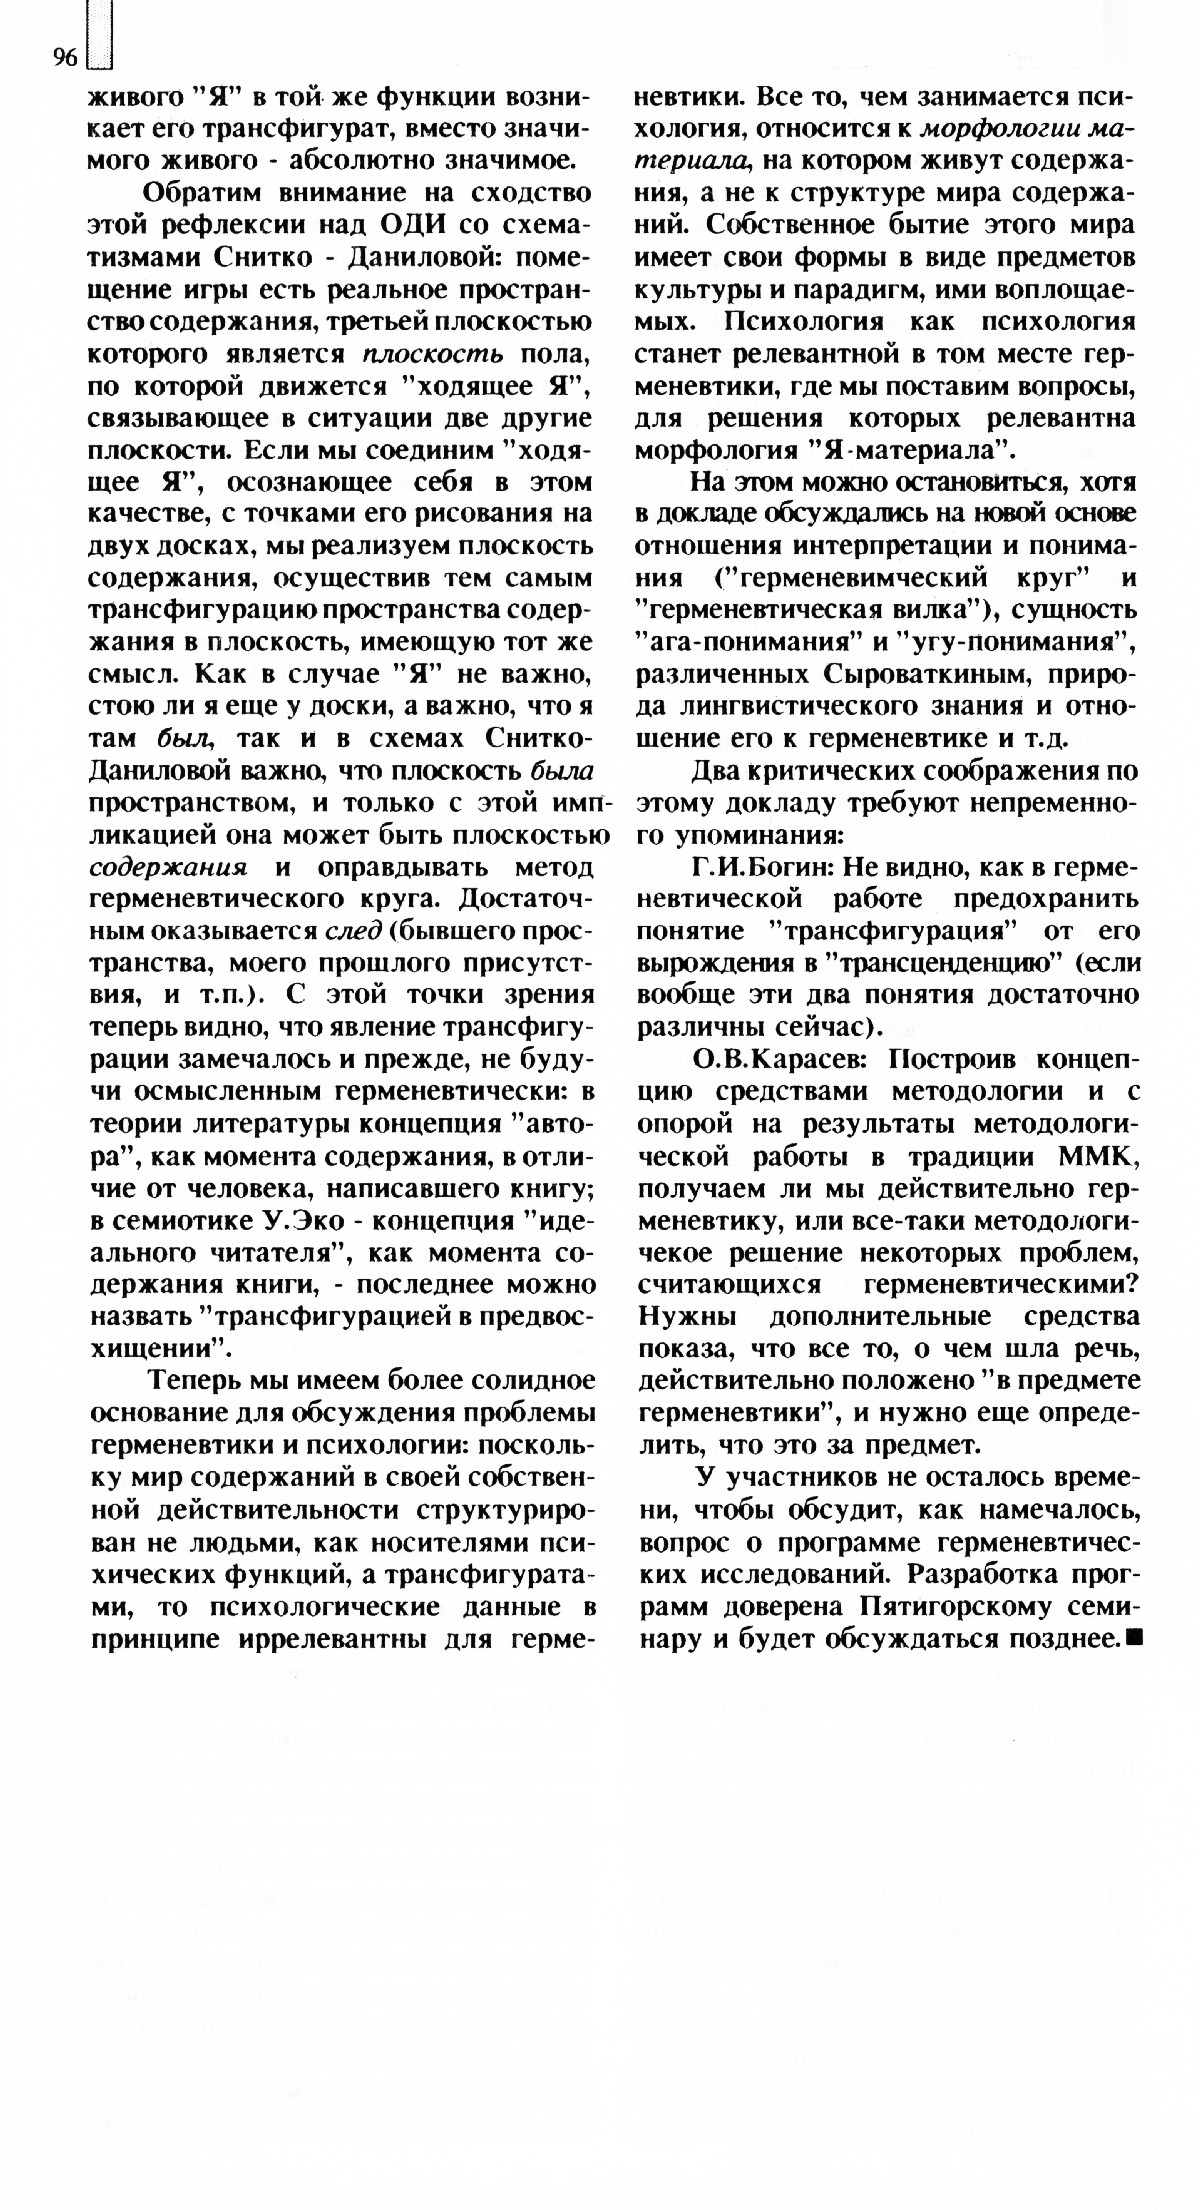 96
живого ”Я” в той же функции возни-
кает его трансфигурат, вместо значи-
мого живого - абсолютно значимое.
Обратим внимание на сходство
этой рефлексии над ОДИ со схема-
тизмами Снитко - Даниловой: поме-
щение игры есть реальное простран-
ство содержания, третьей плоскостью
которого является плоскость пола,
по которой движется ”ходящее Я”,
связывающее в ситуации две другие
плоскости. Если мы соединим ”ходя-
щее Я”, осознающее себя в этом
качестве, с точками его рисования на
двух досках, мы реализуем плоскость
содержания, осуществив тем самым
трансфигурацию пространства содер-
жания в плоскость, имеющую тот же
смысл. Как в случае ”Я” не важно,
стою ли я еще у доски, а важно, что я
там был, так и в схемах Снитко-
Даниловой важно, что плоскость была
пространством, и только с этой имп-
ликацией она может быть плоскостью
содержания и оправдывать метод
герменевтического круга. Достаточ-
ным оказывается след (бывшего прос-
транства, моего прошлого присутст-
вия, и т.п.). С этой точки зрения
теперь видно, что явление трансфигу-
рации замечалось и прежде, не буду-
чи осмысленным герменевтически: в
теории литературы концепция ”авто-
ра”, как момента содержания, в отли-
чие от человека, написавшего книгу;
в семиотике У.Эко - концепция ”иде-
ального читателя”, как момента со-
держания книги, - последнее можно
назвать ”трансфигурацией в предвос-
хищении”.
Теперь мы имеем более солидное
основание для обсуждения проблемы
герменевтики и психологии: посколь-
ку мир содержаний в своей собствен-
ной действительности структуриро-
ван не людьми, как носителями пси-
хических функций, а трансфигурата-
ми, то психологические данные в
принципе иррелевантны для герме-
невтики. Все то, чем занимается пси-
хология, относится к морфологии ма-
териала, на котором живут содержа-
ния, а не к структуре мира содержа-
ний. Собственное бытие этого мира
имеет свои формы в виде предметов
культуры и парадигм, ими воплощае-
мых. Психология как психология
станет релевантной в том месте гер-
меневтики, где мы поставим вопросы,
для решения которых релевантна
морфология ”Я-материала”.
На этом можно остановиться, хотя
в докладе обсуждались на новой основе
отношения интерпретации и понима-
ния (”герменевимческий круг” и
”герменевтическая вилка”), сущность
”ага-понимания” и ”угу-понимания”,
различенных Сыроваткиным, приро-
да лингвистического знания и отно-
шение его к герменевтике и т.д.
Два критических соображения по
этому докладу требуют непременно-
го упоминания:
Г.И.Богин: Не видно, как в герме-
невтической работе предохранить
понятие ”трансфигурация” от его
вырождения в ”трансценденцию” (если
вообще эти два понятия достаточно
различны сейчас).
О.В.Карасев: Построив концеп-
цию средствами методологии и с
опорой на результаты методологи-
ческой работы в традиции ММК,
получаем ли мы действительно гер-
меневтику, или все-таки методологи-
чекое решение некоторых проблем,
считающихся герменевтическими?
Нужны дополнительные средства
показа, что все то, о чем шла речь,
действительно положено ”в предмете
герменевтики”, и нужно еще опреде-
лить, что это за предмет.
У участников не осталось време-
ни, чтобы обсудит, как намечалось,
вопрос о программе герменевтичес-
ких исследований. Разработка прог-
рамм доверена Пятигорскому семи-
нару и будет обсуждаться позднее.■